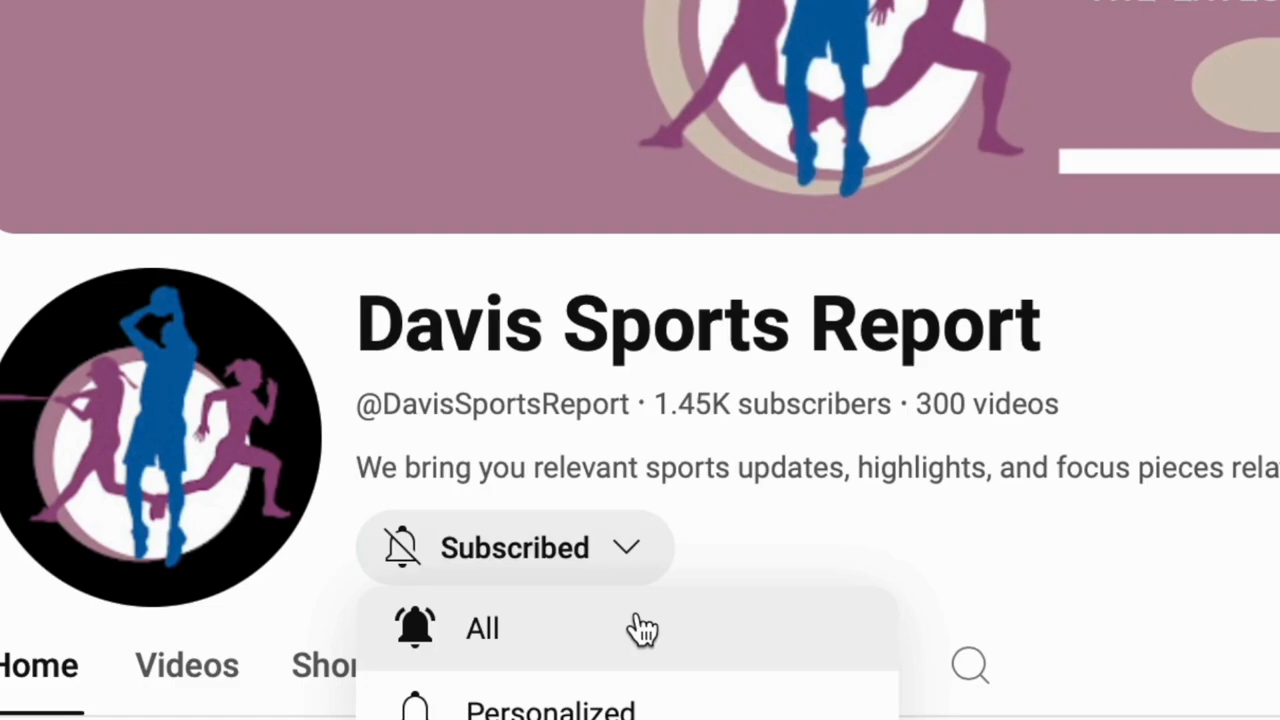 Davis Sports Report
@DavisSportsReport · 1.45K subscribers · 300 videos
We bring you relevant sports updates, highlights, and focus pieces rela
Subscribed
All
Home Videos Shor
Personalized